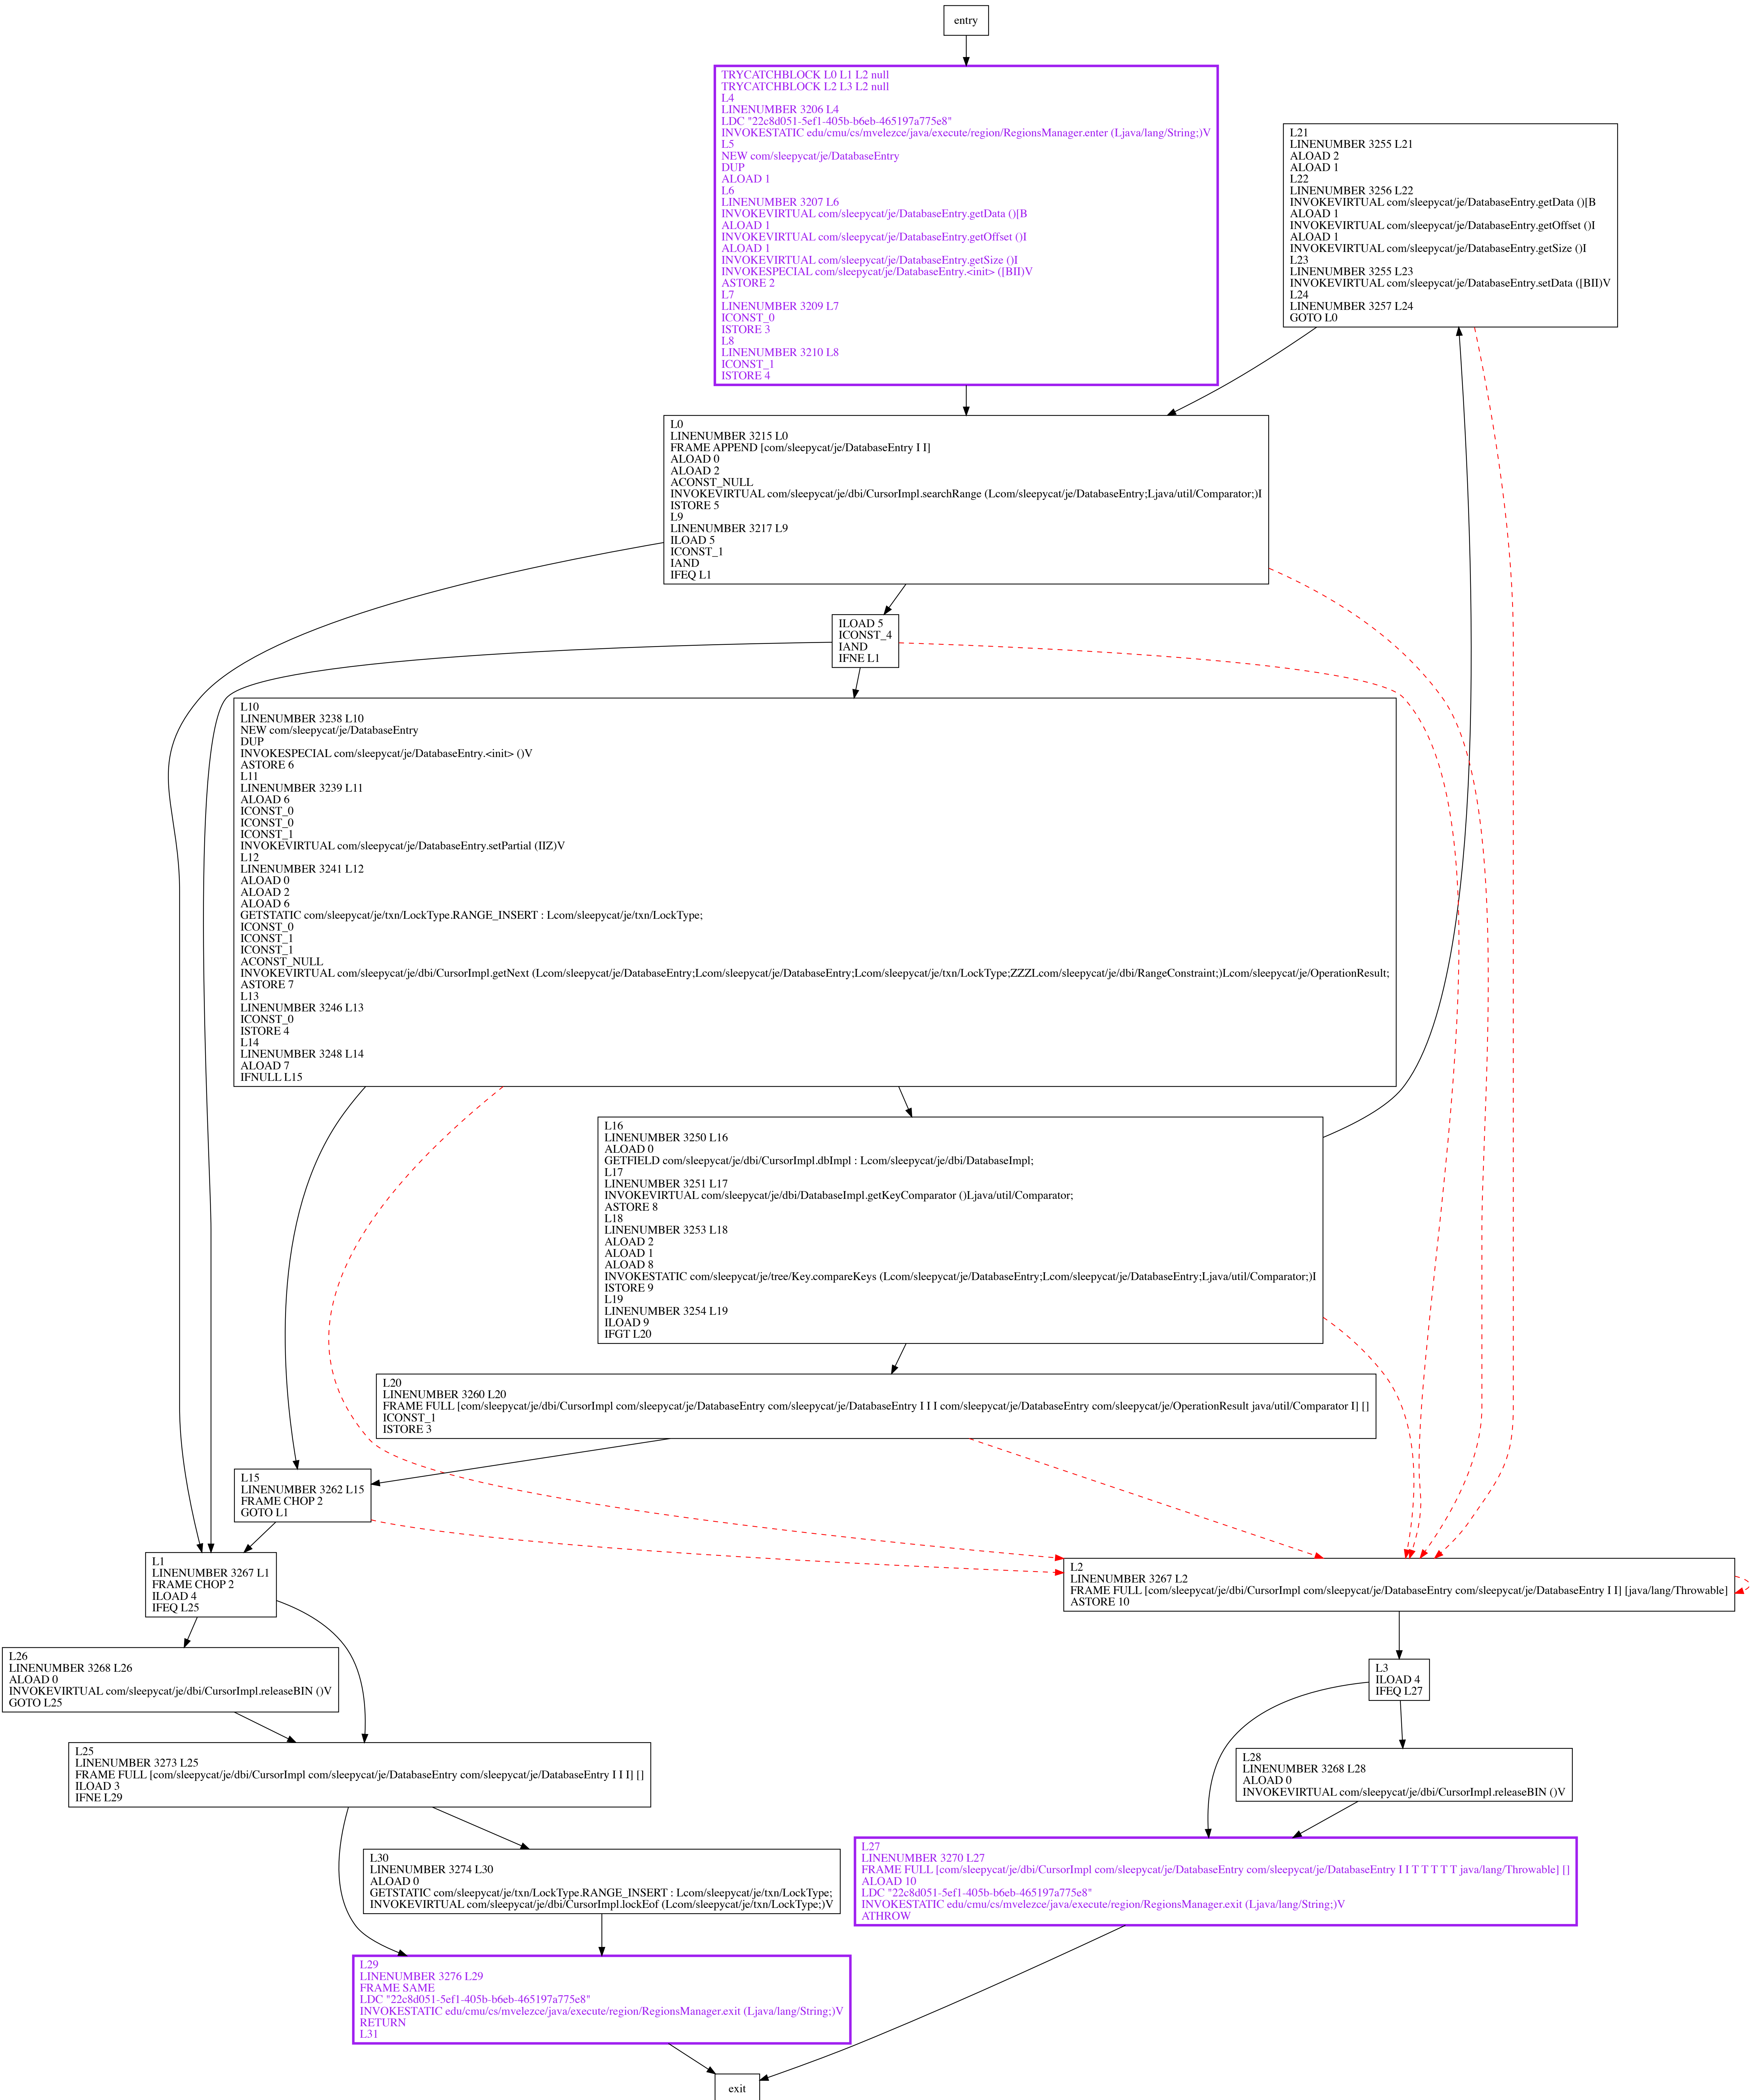 entry
TRYCATCHBLOCK L0 L1 L2 null
TRYCATCHBLOCK L2 L3 L2 null
L4
LINENUMBER 3206 L4
LDC "22c8d051-5ef1-405b-b6eb-465197a775e8"
INVOKESTATIC edu/cmu/cs/mvelezce/java/execute/region/RegionsManager.enter (Ljava/lang/String;)V
L5
NEW com/sleepycat/je/DatabaseEntry
DUP
ALOAD 1
L6
LINENUMBER 3207 L6
INVOKEVIRTUAL com/sleepycat/je/DatabaseEntry.getData ()[B
ALOAD 1
INVOKEVIRTUAL com/sleepycat/je/DatabaseEntry.getOffset ()I
ALOAD 1
INVOKEVIRTUAL com/sleepycat/je/DatabaseEntry.getSize ()I
INVOKESPECIAL com/sleepycat/je/DatabaseEntry.<init> ([BII)V
ASTORE 2
L7
LINENUMBER 3209 L7
ICONST_0
ISTORE 3
L8
LINENUMBER 3210 L8
ICONST_1
ISTORE 4
L21
LINENUMBER 3255 L21
ALOAD 2
ALOAD 1
L22
LINENUMBER 3256 L22
INVOKEVIRTUAL com/sleepycat/je/DatabaseEntry.getData ()[B
ALOAD 1
INVOKEVIRTUAL com/sleepycat/je/DatabaseEntry.getOffset ()I
ALOAD 1
INVOKEVIRTUAL com/sleepycat/je/DatabaseEntry.getSize ()I
L23
LINENUMBER 3255 L23
INVOKEVIRTUAL com/sleepycat/je/DatabaseEntry.setData ([BII)V
L24
LINENUMBER 3257 L24
GOTO L0
L0
LINENUMBER 3215 L0
FRAME APPEND [com/sleepycat/je/DatabaseEntry I I]
ALOAD 0
ALOAD 2
ACONST_NULL
INVOKEVIRTUAL com/sleepycat/je/dbi/CursorImpl.searchRange (Lcom/sleepycat/je/DatabaseEntry;Ljava/util/Comparator;)I
ISTORE 5
L9
LINENUMBER 3217 L9
ILOAD 5
ICONST_1
IAND
IFEQ L1
ILOAD 5
ICONST_4
IAND
IFNE L1
L10
LINENUMBER 3238 L10
NEW com/sleepycat/je/DatabaseEntry
DUP
INVOKESPECIAL com/sleepycat/je/DatabaseEntry.<init> ()V
ASTORE 6
L11
LINENUMBER 3239 L11
ALOAD 6
ICONST_0
ICONST_0
ICONST_1
INVOKEVIRTUAL com/sleepycat/je/DatabaseEntry.setPartial (IIZ)V
L12
LINENUMBER 3241 L12
ALOAD 0
ALOAD 2
ALOAD 6
GETSTATIC com/sleepycat/je/txn/LockType.RANGE_INSERT : Lcom/sleepycat/je/txn/LockType;
ICONST_0
ICONST_1
ICONST_1
ACONST_NULL
INVOKEVIRTUAL com/sleepycat/je/dbi/CursorImpl.getNext (Lcom/sleepycat/je/DatabaseEntry;Lcom/sleepycat/je/DatabaseEntry;Lcom/sleepycat/je/txn/LockType;ZZZLcom/sleepycat/je/dbi/RangeConstraint;)Lcom/sleepycat/je/OperationResult;
ASTORE 7
L13
LINENUMBER 3246 L13
ICONST_0
ISTORE 4
L14
LINENUMBER 3248 L14
ALOAD 7
IFNULL L15
L16
LINENUMBER 3250 L16
ALOAD 0
GETFIELD com/sleepycat/je/dbi/CursorImpl.dbImpl : Lcom/sleepycat/je/dbi/DatabaseImpl;
L17
LINENUMBER 3251 L17
INVOKEVIRTUAL com/sleepycat/je/dbi/DatabaseImpl.getKeyComparator ()Ljava/util/Comparator;
ASTORE 8
L18
LINENUMBER 3253 L18
ALOAD 2
ALOAD 1
ALOAD 8
INVOKESTATIC com/sleepycat/je/tree/Key.compareKeys (Lcom/sleepycat/je/DatabaseEntry;Lcom/sleepycat/je/DatabaseEntry;Ljava/util/Comparator;)I
ISTORE 9
L19
LINENUMBER 3254 L19
ILOAD 9
IFGT L20
L20
LINENUMBER 3260 L20
FRAME FULL [com/sleepycat/je/dbi/CursorImpl com/sleepycat/je/DatabaseEntry com/sleepycat/je/DatabaseEntry I I I com/sleepycat/je/DatabaseEntry com/sleepycat/je/OperationResult java/util/Comparator I] []
ICONST_1
ISTORE 3
L15
LINENUMBER 3262 L15
FRAME CHOP 2
GOTO L1
L1
LINENUMBER 3267 L1
FRAME CHOP 2
ILOAD 4
IFEQ L25
L2
LINENUMBER 3267 L2
FRAME FULL [com/sleepycat/je/dbi/CursorImpl com/sleepycat/je/DatabaseEntry com/sleepycat/je/DatabaseEntry I I] [java/lang/Throwable]
ASTORE 10
L26
LINENUMBER 3268 L26
ALOAD 0
INVOKEVIRTUAL com/sleepycat/je/dbi/CursorImpl.releaseBIN ()V
GOTO L25
L3
ILOAD 4
IFEQ L27
L25
LINENUMBER 3273 L25
FRAME FULL [com/sleepycat/je/dbi/CursorImpl com/sleepycat/je/DatabaseEntry com/sleepycat/je/DatabaseEntry I I I] []
ILOAD 3
IFNE L29
L28
LINENUMBER 3268 L28
ALOAD 0
INVOKEVIRTUAL com/sleepycat/je/dbi/CursorImpl.releaseBIN ()V
L30
LINENUMBER 3274 L30
ALOAD 0
GETSTATIC com/sleepycat/je/txn/LockType.RANGE_INSERT : Lcom/sleepycat/je/txn/LockType;
INVOKEVIRTUAL com/sleepycat/je/dbi/CursorImpl.lockEof (Lcom/sleepycat/je/txn/LockType;)V
L27
LINENUMBER 3270 L27
FRAME FULL [com/sleepycat/je/dbi/CursorImpl com/sleepycat/je/DatabaseEntry com/sleepycat/je/DatabaseEntry I I T T T T T java/lang/Throwable] []
ALOAD 10
LDC "22c8d051-5ef1-405b-b6eb-465197a775e8"
INVOKESTATIC edu/cmu/cs/mvelezce/java/execute/region/RegionsManager.exit (Ljava/lang/String;)V
ATHROW
L29
LINENUMBER 3276 L29
FRAME SAME
LDC "22c8d051-5ef1-405b-b6eb-465197a775e8"
INVOKESTATIC edu/cmu/cs/mvelezce/java/execute/region/RegionsManager.exit (Ljava/lang/String;)V
RETURN
L31
exit